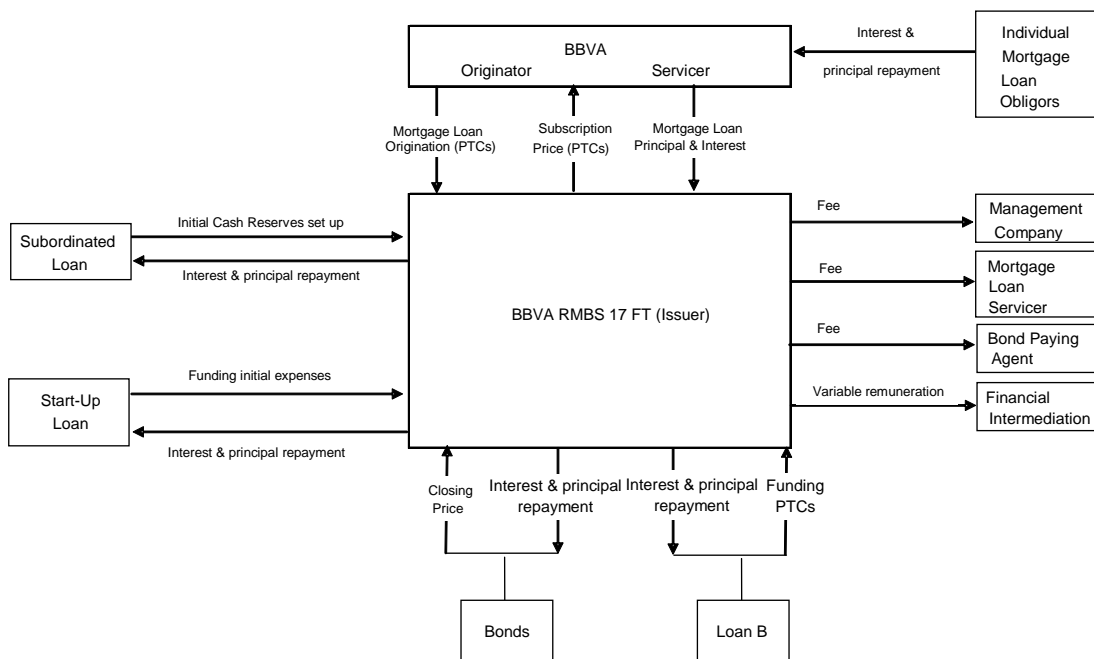 BBVA
Originator Servicer
Interest &
principal repayment
Individual
Mortgage
Loan
Obligors
Mortgage Loan
Origination (PTCs)
Subscription
Price (PTCs)
Mortgage Loan
Principal & Interest
Initial Cash Reserves set up
Subordinated
Loan
Interest & principal repayment
Funding initial expenses
Start-Up
Loan
Interest & principal repayment
BBVA RMBS 17 FT (Issuer)
Fee
Management
Company
Fee
Mortgage
Loan
Servicer
Fee
Bond Paying
Agent
Variable remuneration
Financial
Intermediation
Closing
Price
Interest & principal
repayment
Interest & principal
repayment
Funding
PTCs
Bonds
Loan B